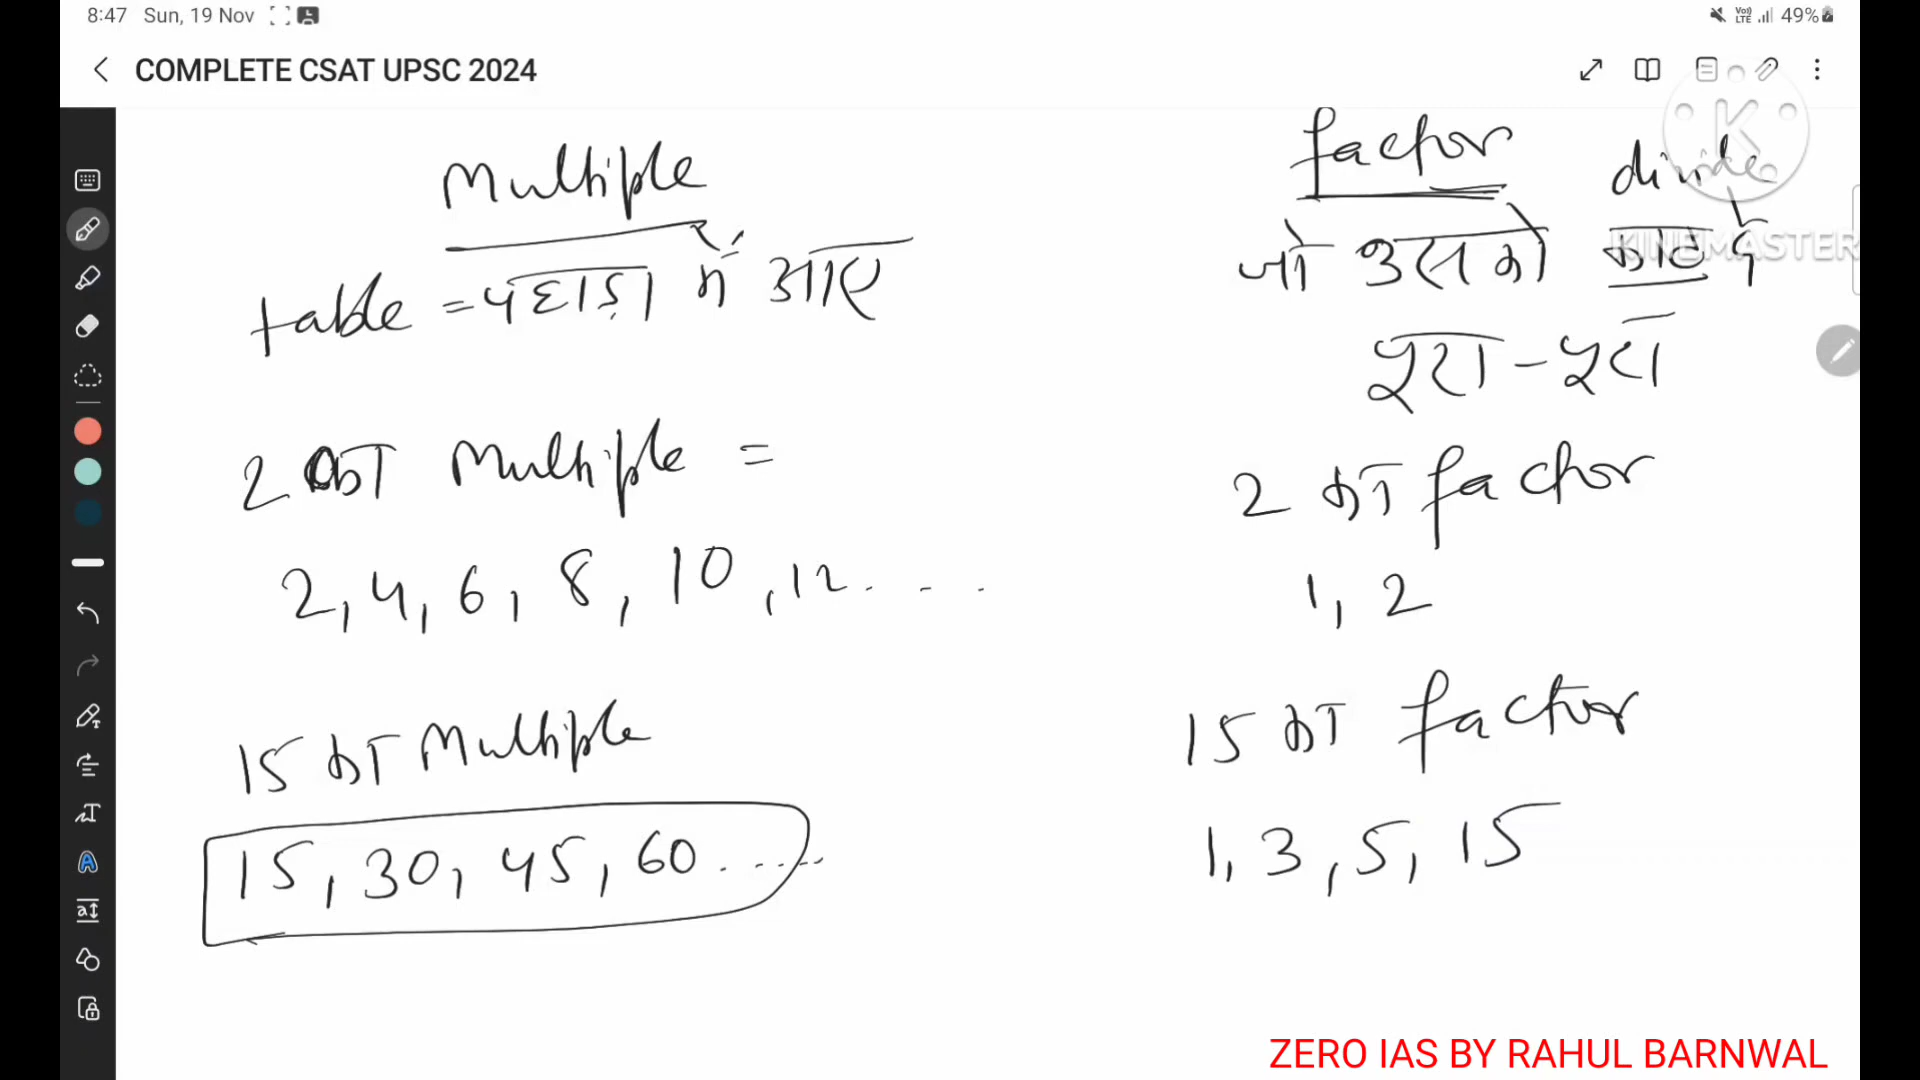 8:47 Sun, 19 Nov 49%
COMPLETE CSAT UPSC 2024
Multiple
table = पहाड़ा में आए
2 का Multiple =
2, 4, 6, 8, 10, 12. . . .
15 का Multiple
15, 30, 45, 60 . . . . .
factor
divide
जो उसको काट दे
KINEMASTER
पूरा - पूरा
2 का factor
1, 2
15 का factor
1, 3, 5, 15
ZERO IAS BY RAHUL BARNWAL